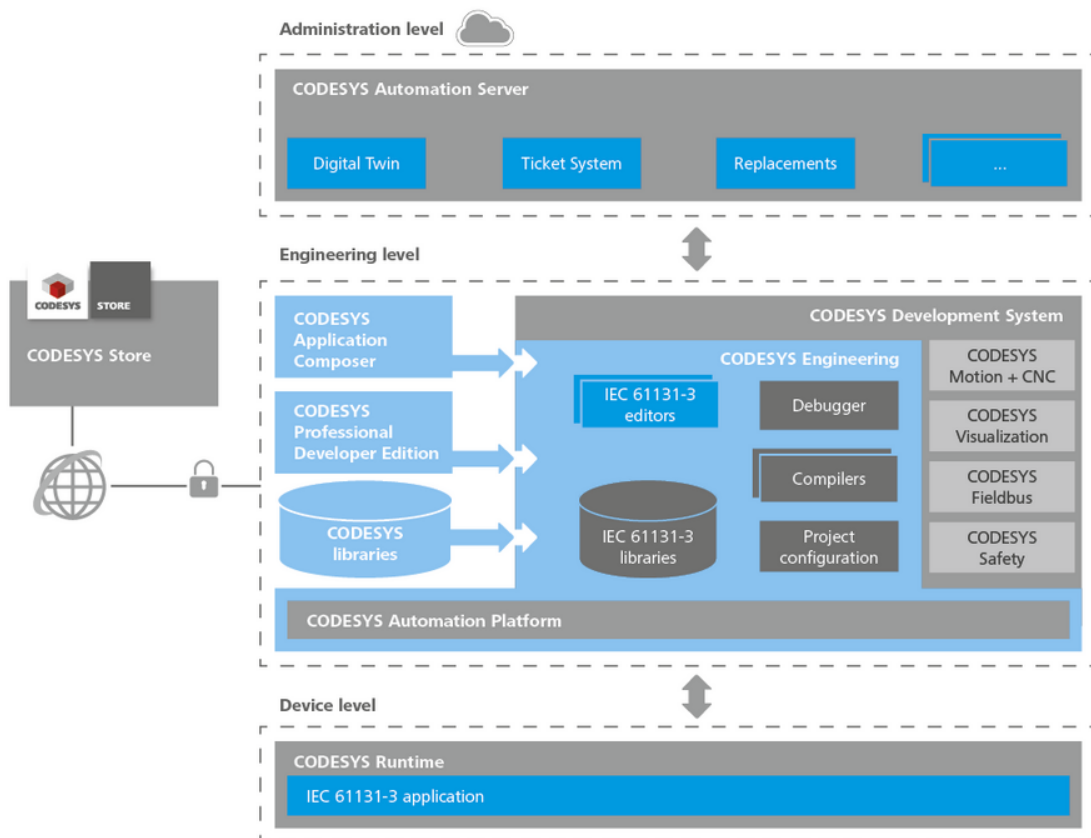 Administration level
CODESYS Automation Server
Digital Twin
Ticket System
Replacements
...
Engineering level
CODESYS
STORE
CODESYS Store
CODESYS
Application
Composer
CODESYS
Professional
Developer Edition
CODESYS
libraries
CODESYS Development System
CODESYS Engineering
IEC 61131-3
editors
Debugger
Compilers
IEC 61131-3
libraries
Project
configuration
CODESYS
Motion + CNC
CODESYS
Visualization
CODESYS
Fieldbus
CODESYS
Safety
CODESYS Automation Platform
Device level
CODESYS Runtime
IEC 61131-3 application